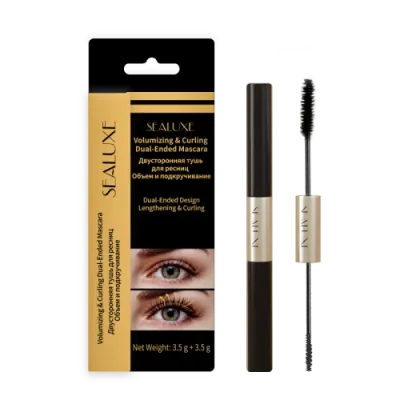 SEALUXE
Volumizing & Curling Dual-Ended Mascara
Двусторонняя тушь для ресниц
Объем и подкручивание
SEALUXE
Volumizing & Curling
Dual-Ended Mascara
Двусторонняя тушь
для ресниц
Объем и подкручивание
Dual-Ended Design
Lengthening & Curling
Net Weight: 3.5 g + 3.5 g